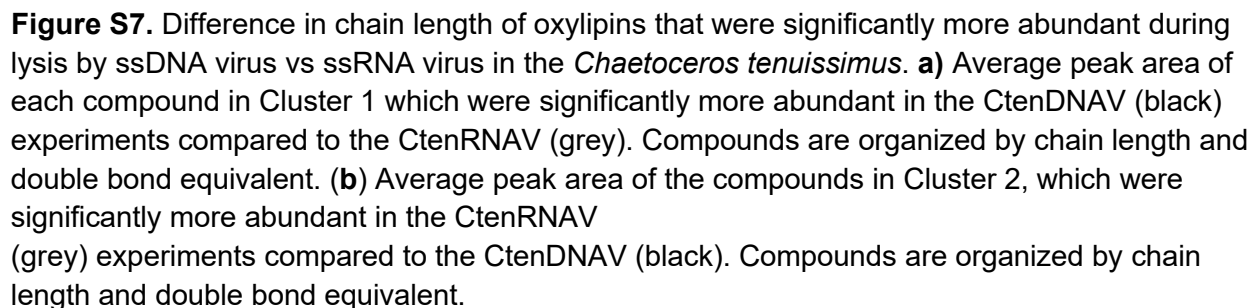 Figure S7. Difference in chain length of oxylipins that were significantly more abundant during
lysis by ssDNA virus vs ssRNA virus in the Chaetoceros tenuissimus. a) Average peak area of
each compound in Cluster 1 which were significantly more abundant in the CtenDNAV (black)
experiments compared to the CtenRNAV (grey). Compounds are organized by chain length and
double bond equivalent. (b) Average peak area of the compounds in Cluster 2, which were
significantly more abundant in the CtenRNAV
(grey) experiments compared to the CtenDNAV (black). Compounds are organized by chain
length and double bond equivalent.